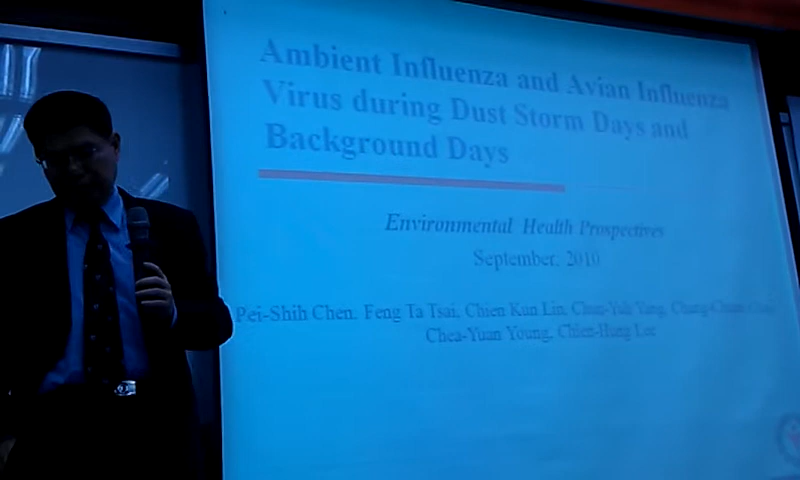 Ambient Influenza and Avian Influenza
Virus during Dust Storm Days and
Background Days
Environmental Health Prospectives
September, 2010
Pei-Shih Chen, Feng Ta Tsai, Chien Kun Lin, Chun-Yuh Yang,
Chea-Yuan Young, Chien-Hung Lee